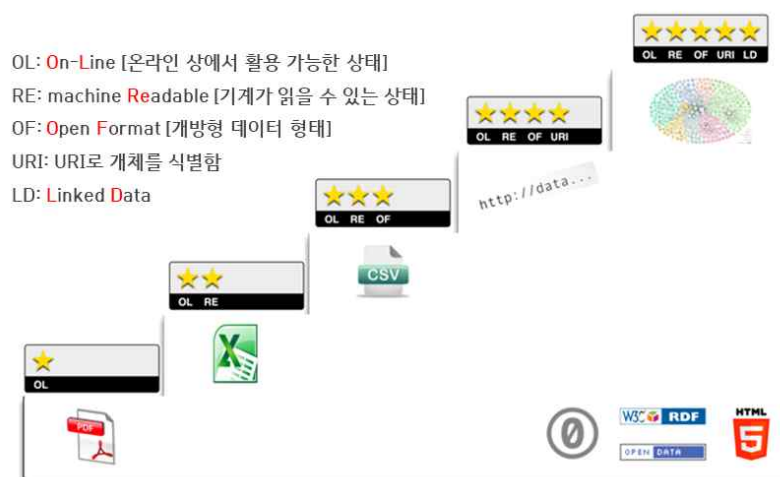 OL: On-Line [온라인 상에서 활용 가능한 상태]
RE: machine Readable [기계가 읽을 수 있는 상태]
OF: Open Format [개방형 데이터 형태]
URI: URI로 개체를 식별함
LD: Linked Data
OL RE OF URI LD
OL RE OF URI
http://data...
OL RE OF
CSV
OL RE
X
OL
PDF
0
W3C RDF
OPEN DATA
HTML
5